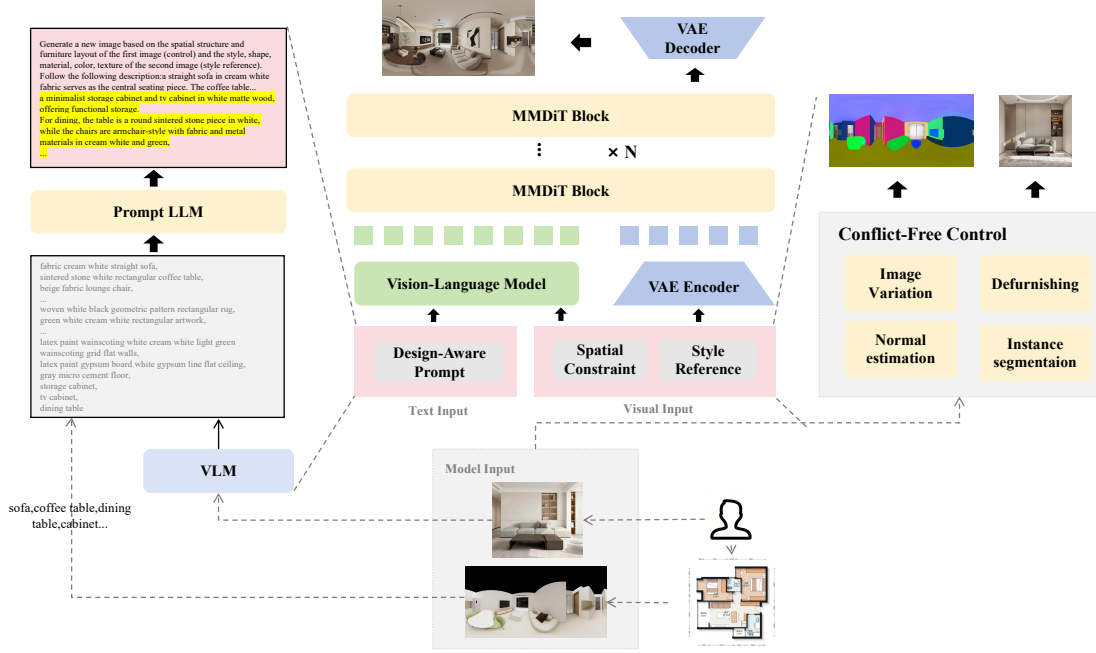 Generate a new image based on the spatial structure and
furniture layout of the first image (control) and the style, shape,
material, color, texture of the second image (style reference).
Follow the following description:a straight sofa in cream white
fabric serves as the central seating piece. The coffee table...
a minimalist storage cabinet and tv cabinet in white matte wood,
offering functional storage.
For dining, the table is a round sintered stone piece in white,
while the chairs are armchair-style with fabric and metal
materials in cream white and green,
...
Prompt LLM
fabric cream white straight sofa,
sintered stone white rectangular coffee table,
beige fabric lounge chair,
...
woven white black geometric pattern rectangular rug,
green white cream white rectangular artwork,
...
latex paint wainscoting white cream white light green
wainscoting grid flat walls,
latex paint gypsum board white gypsum line flat ceiling,
gray micro cement floor,
storage cabinet,
tv cabinet,
dining table
VLM
sofa,coffee table,dining
table,cabinet...
VAE
Decoder
MMDiT Block
⋮ × N
MMDiT Block
Vision-Language Model
VAE Encoder
Design-Aware
Prompt
Spatial
Constraint
Style
Reference
Text Input
Visual Input
Model Input
Conflict-Free Control
Image
Variation
Defurnishing
Normal
estimation
Instance
segmentaion